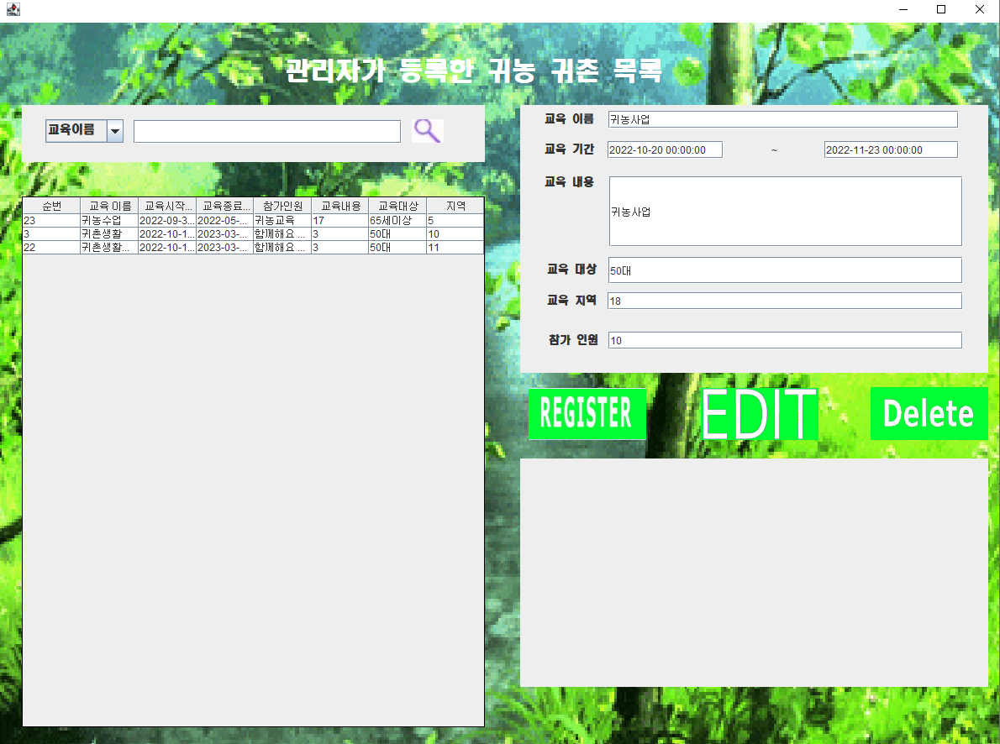 관리자가 등록한 귀농 귀촌 목록
교육이름
순번 교육 이름 교육시작... 교육종료... 참가인원 교육내용 교육대상 지역
23 귀농수업 2022-09-3... 2022-05-... 귀농교육 17 65세이상 5
3 귀촌생활 2022-10-1... 2023-03-... 함께해요 ... 3 50대 10
22 귀촌생활... 2022-10-1... 2023-03-... 함께해요 ... 3 50대 11
교육 이름 귀농사업
교육 기간 2022-10-20 00:00:00 ~ 2022-11-23 00:00:00
교육 내용 귀농사업
교육 대상 50대
교육 지역 18
참가 인원 10
REGISTER EDIT Delete